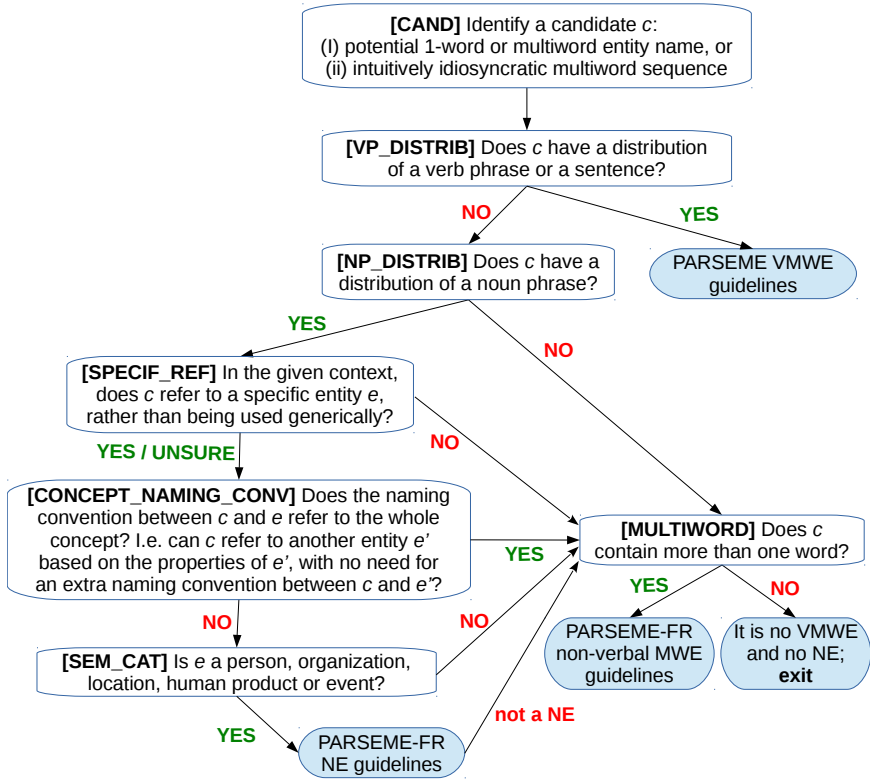 [CAND] Identify a candidate c:
(I) potential 1-word or multiword entity name, or
(ii) intuitively idiosyncratic multiword sequence
[VP_DISTRIB] Does c have a distribution
of a verb phrase or a sentence?
NO
YES
[NP_DISTRIB] Does c have a
distribution of a noun phrase?
PARSEME VMWE
guidelines
YES
NO
[SPECIF_REF] In the given context,
does c refer to a specific entity e,
rather than being used generically?
YES / UNSURE
NO
[CONCEPT_NAMING_CONV] Does the naming
convention between c and e refer to the whole
concept? I.e. can c refer to another entity e'
based on the properties of e', with no need for
an extra naming convention between c and e'?
YES
[MULTIWORD] Does c
contain more than one word?
NO
NO
YES
NO
[SEM_CAT] Is e a person, organization,
location, human product or event?
PARSEME-FR
non-verbal MWE
guidelines
It is no VMWE
and no NE;
exit
YES
not a NE
PARSEME-FR
NE guidelines